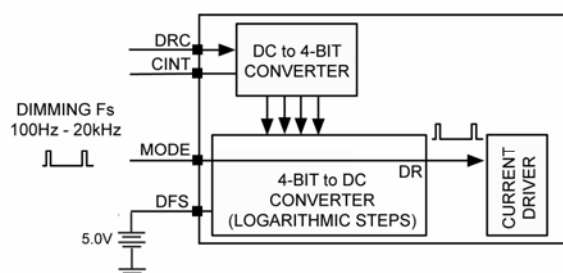 DRC
CINT
DC to 4-BIT
CONVERTER
DIMMING Fs
100Hz - 20kHz
MODE
DR
4-BIT to DC
CONVERTER
(LOGARITHMIC STEPS)
CURRENT
DRIVER
DFS
5.0V